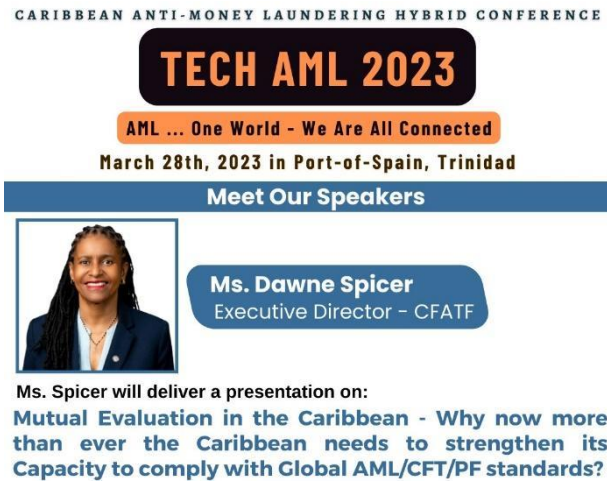 CARIBBEAN ANTI-MONEY LAUNDERING HYBRID CONFERENCE
TECH AML 2023
AML ... One World - We Are All Connected
March 28th, 2023 in Port-of-Spain, Trinidad
Meet Our Speakers
Ms. Dawne Spicer
Executive Director - CFATF
Ms. Spicer will deliver a presentation on:
Mutual Evaluation in the Caribbean - Why now more
than ever the Caribbean needs to strengthen its
Capacity to comply with Global AML/CFT/PF standards?